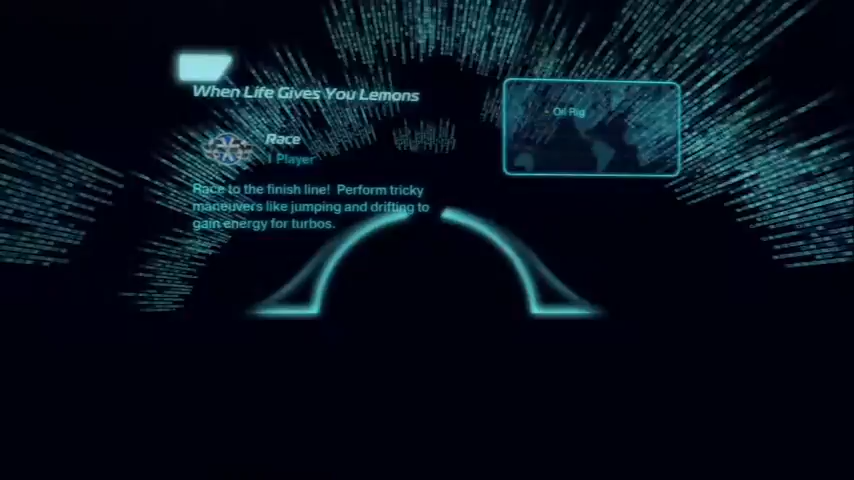 When Life Gives You Lemons
Oil Rig
Race
1 Player
Race to the finish line!  Perform tricky
maneuvers like jumping and drifting to
gain energy for turbos.